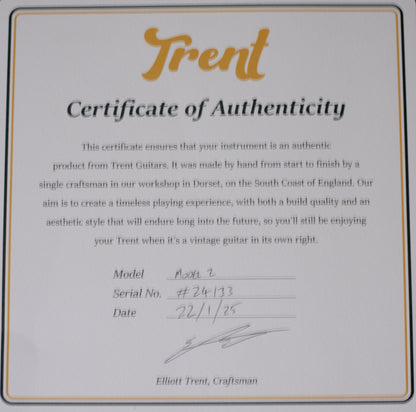 Trent
Certificate of Authenticity
This certificate ensures that your instrument is an authentic
product from Trent Guitars. It was made by hand from start to finish by a
single craftsman in our workshop in Dorset, on the South Coast of England. Our
aim is to create a timeless playing experience, with both a build quality and an
aesthetic style that will endure long into the future, so you'll still be enjoying
your Trent when it's a vintage guitar in its own right.
Model Model 2
Serial No. #24133
Date 22/1/25
Elliott Trent, Craftsman